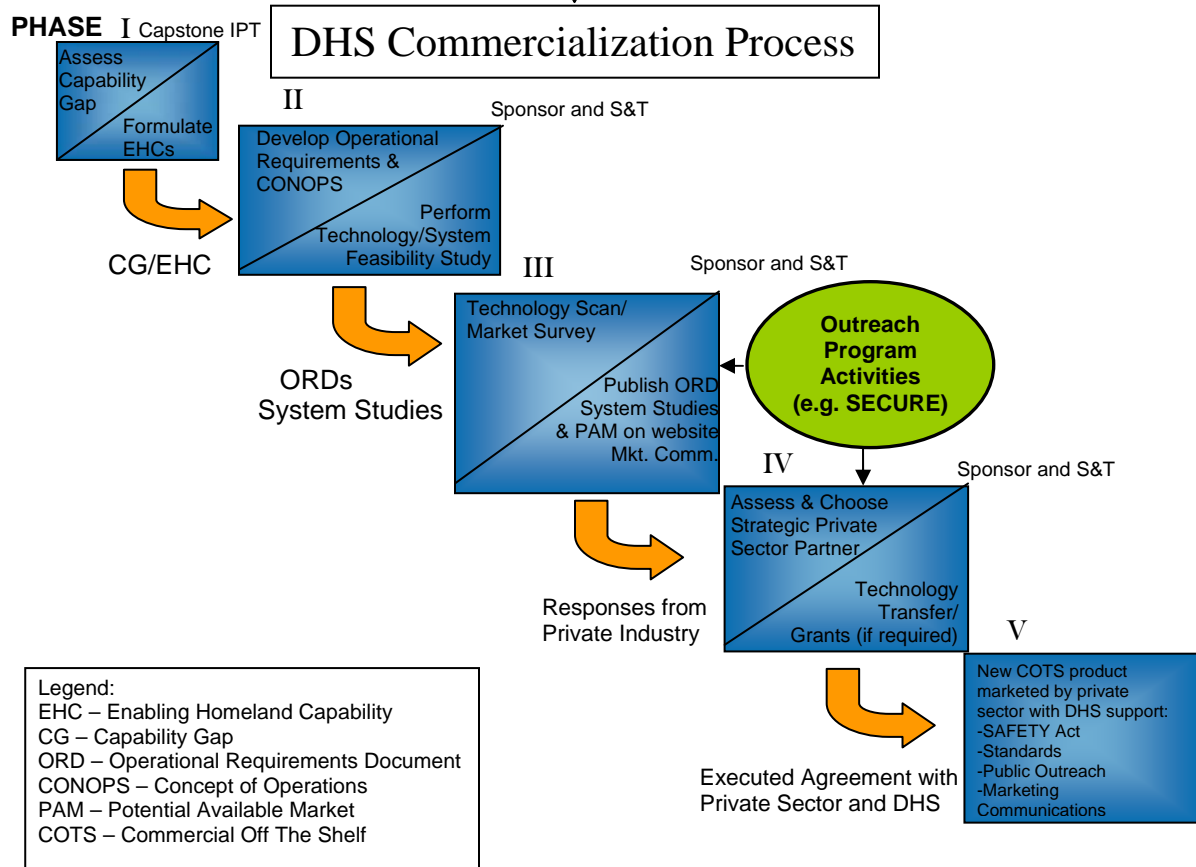 PHASE I Capstone IPT
DHS Commercialization Process
Assess
Capability
Gap
Formulate
EHCs
II
Sponsor and S&T
Develop Operational
Requirements &
CONOPS
Perform
Technology/System
Feasibility Study
CG/EHC
III
Sponsor and S&T
Technology Scan/
Market Survey
Publish ORD
System Studies
& PAM on website
Mkt. Comm.
Outreach
Program
Activities
(e.g. SECURE)
ORDs
System Studies
IV
Sponsor and S&T
Assess & Choose
Strategic Private
Sector Partner
Technology
Transfer/
Grants (if required)
Responses from
Private Industry
V
New COTS product
marketed by private
sector with DHS support:
-SAFETY Act
-Standards
-Public Outreach
-Marketing
Communications
Executed Agreement with
Private Sector and DHS
Legend:
EHC – Enabling Homeland Capability
CG – Capability Gap
ORD – Operational Requirements Document
CONOPS – Concept of Operations
PAM – Potential Available Market
COTS – Commercial Off The Shelf